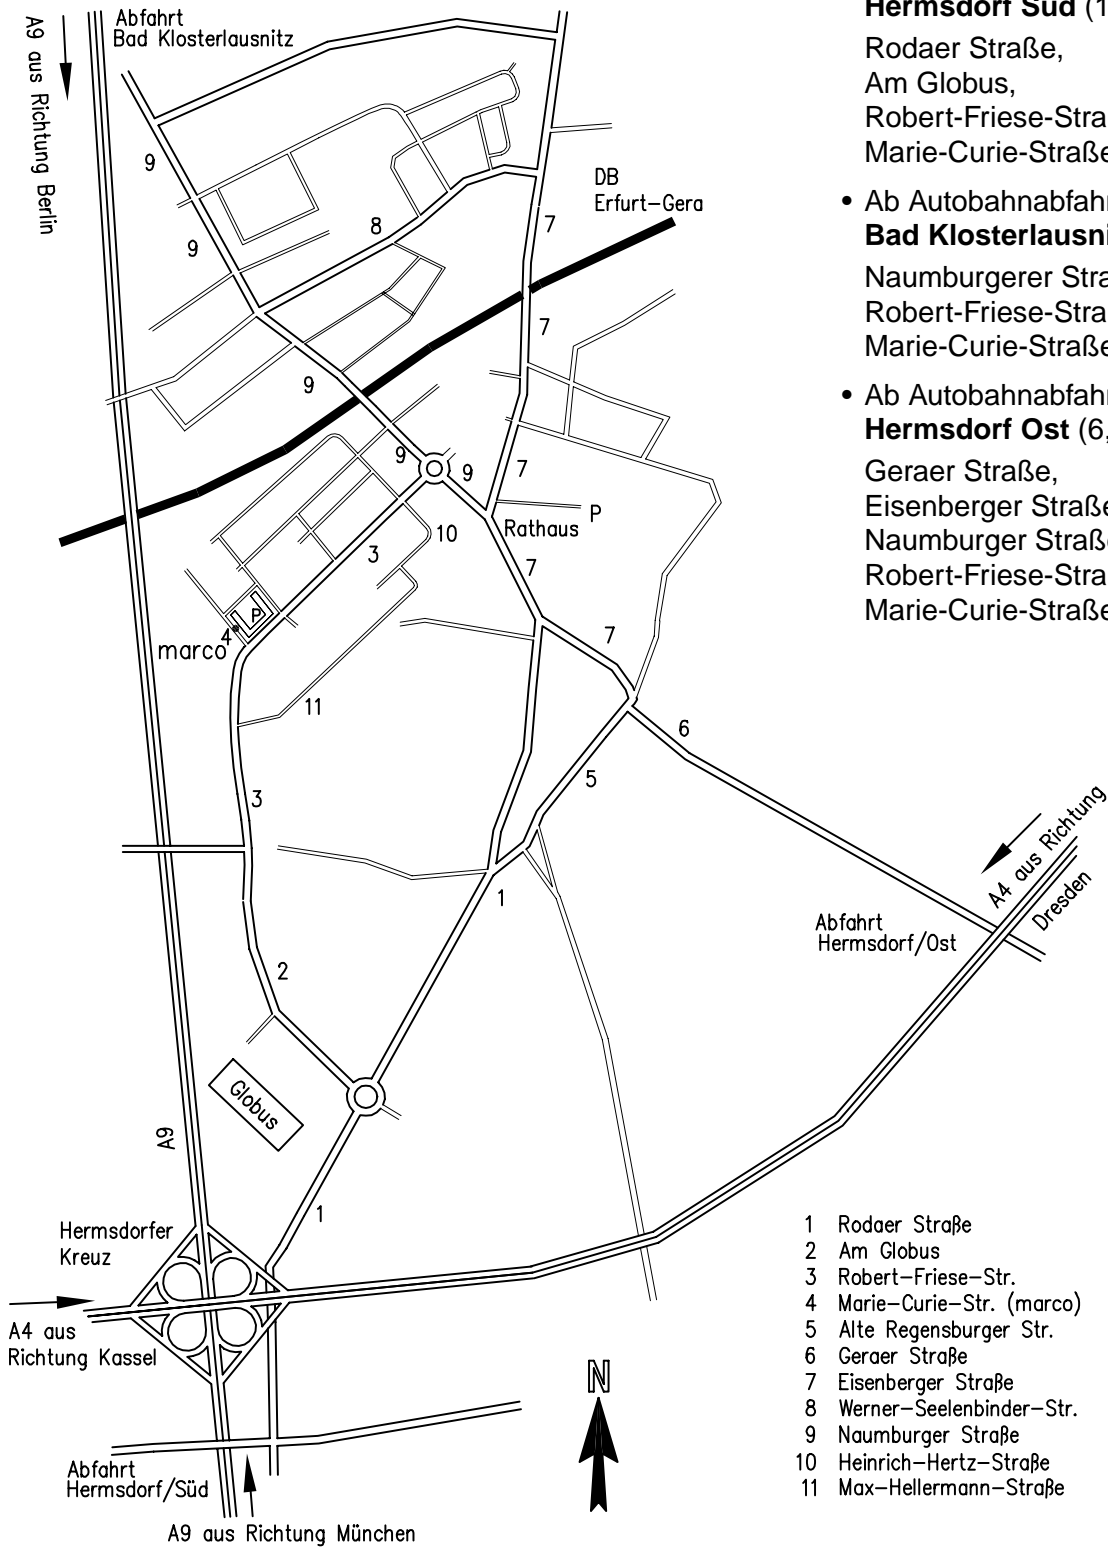 Abfahrt
Bad Klosterlausnitz
A9 aus Richtung Berlin
9
9
8
7
DB
Erfurt–Gera
7
9
9
9
7
P
Rathaus
10
3
7
P
4
marco
7
11
6
5
3
1
A4 aus Richtung
Dresden
Abfahrt
Hermsdorf/Ost
2
Globus
A9
1
Hermsdorfer
Kreuz
A4 aus
Richtung Kassel
N
Abfahrt
Hermsdorf/Süd
A9 aus Richtung München
Hermsdorf Süd (1
Rodaer Straße,
Am Globus,
Robert-Friese-Stra
Marie-Curie-Straße
• Ab Autobahnabfahr
Bad Klosterlausni
Naumburgerer Stra
Robert-Friese-Stra
Marie-Curie-Straße
• Ab Autobahnabfahr
Hermsdorf Ost (6,
Geraer Straße,
Eisenberger Straße
Naumburger Straße
Robert-Friese-Stra
Marie-Curie-Straße
1 Rodaer Straße
2 Am Globus
3 Robert–Friese–Str.
4 Marie–Curie–Str. (marco)
5 Alte Regensburger Str.
6 Geraer Straße
7 Eisenberger Straße
8 Werner–Seelenbinder–Str.
9 Naumburger Straße
10 Heinrich–Hertz–Straße
11 Max–Hellermann–Straße